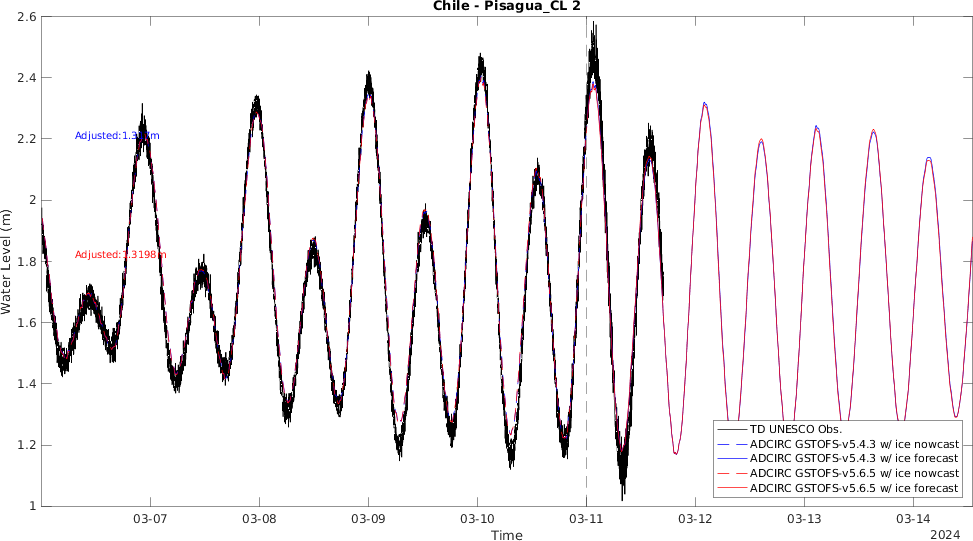 Chile - Pisagua_CL 2
2.6
2.4
2.2
2
1.8
1.6
1.4
1.2
1
Water Level (m)
Adjusted:1.3198m
TD UNESCO Obs.
ADCIRC GSTOFS-v5.4.3 w/ ice nowcast
ADCIRC GSTOFS-v5.4.3 w/ ice forecast
ADCIRC GSTOFS-v5.6.5 w/ ice nowcast
ADCIRC GSTOFS-v5.6.5 w/ ice forecast
03-07 03-08 03-09 03-10 03-11 03-12 03-13 03-14
Time
2024